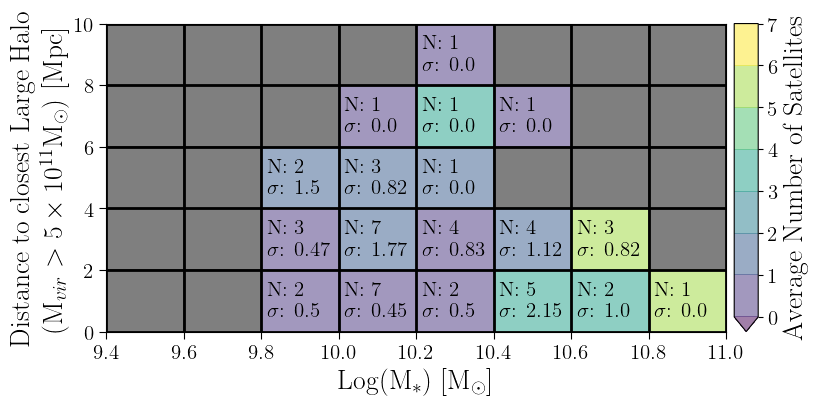 Distance to closest Large Halo
(M_{vir} > 5 × 10^{11}M_⊙) [Mpc]
10
8
6
4
2
0
N: 1
σ: 0.0
N: 1
σ: 0.0
N: 1
σ: 0.0
N: 1
σ: 0.0
N: 2
σ: 1.5
N: 3
σ: 0.82
N: 1
σ: 0.0
N: 3
σ: 0.47
N: 7
σ: 1.77
N: 4
σ: 0.83
N: 4
σ: 1.12
N: 3
σ: 0.82
N: 2
σ: 0.5
N: 7
σ: 0.45
N: 2
σ: 0.5
N: 5
σ: 2.15
N: 2
σ: 1.0
N: 1
σ: 0.0
9.4 9.6 9.8 10.0 10.2 10.4 10.6 10.8 11.0
Log(M_*) [M_⊙]
7
6
5
4
3
2
1
0
Average Number of Satellites